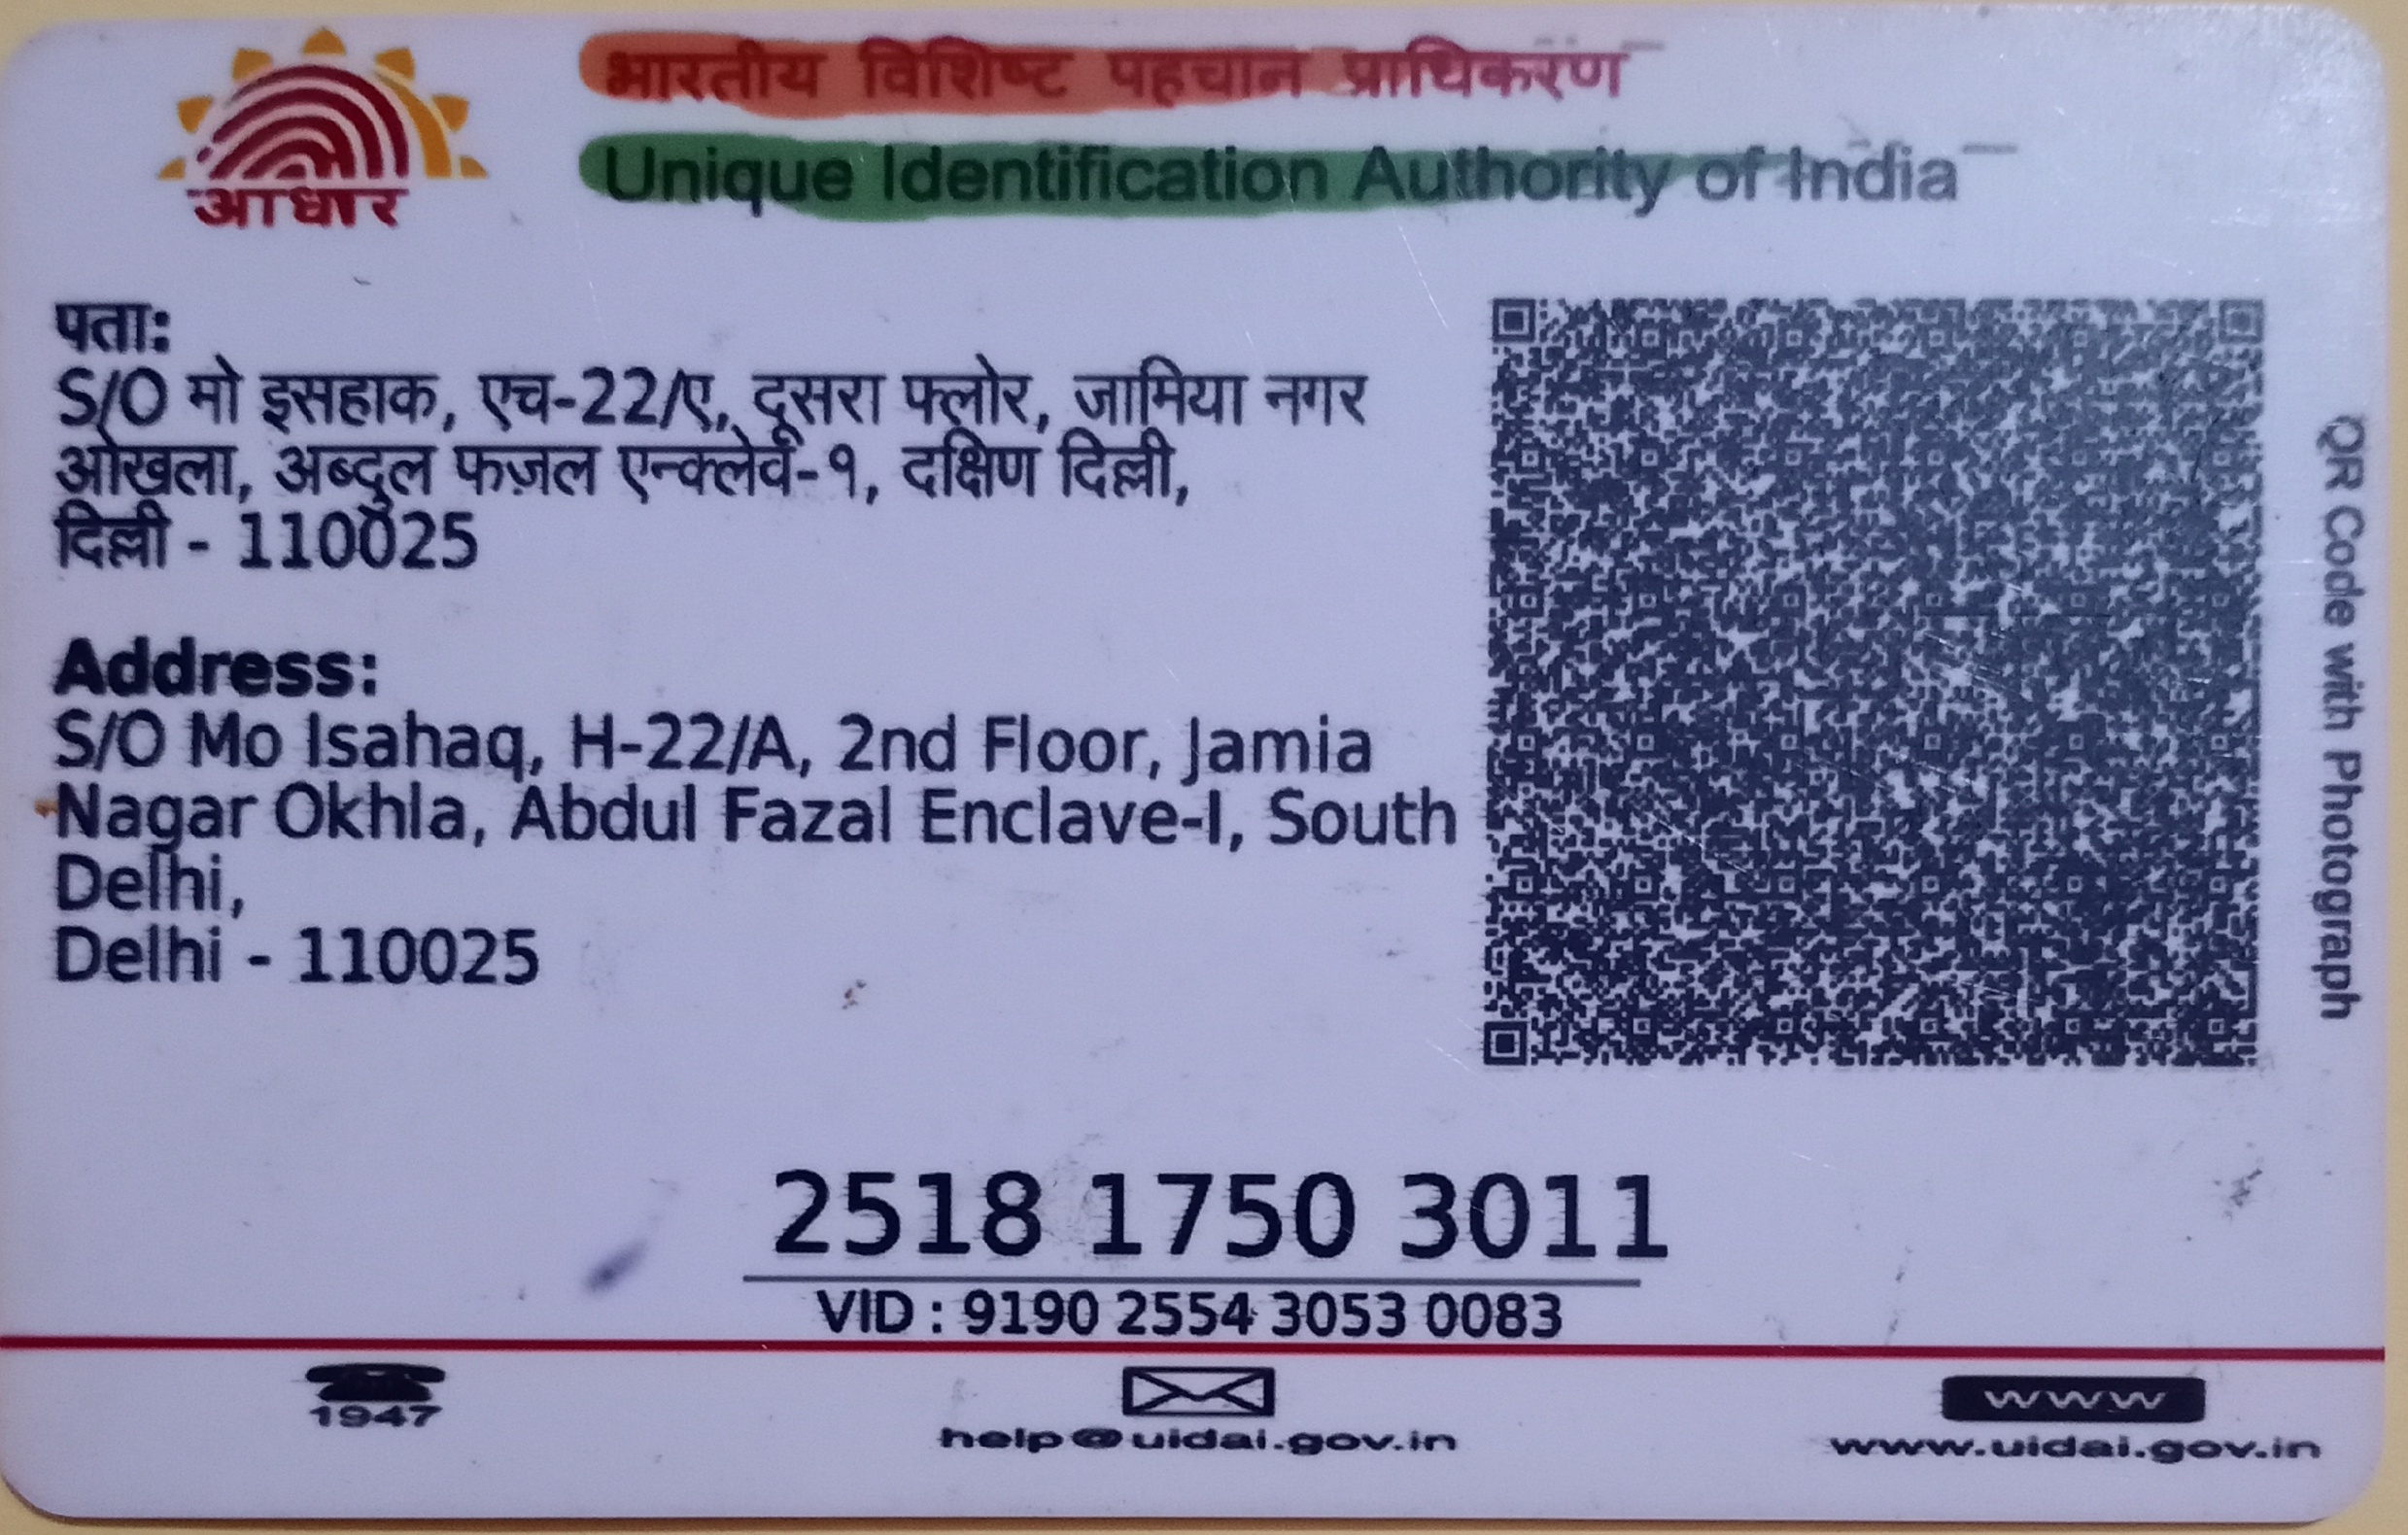 आधार
भारतीय विशिष्ट पहचान प्राधिकरण
Unique Identification Authority of India
पता:
S/O मो इसहाक, एच-22/ए, दूसरा फ्लोर, जामिया नगर
ओखला, अब्दुल फज़ल एन्क्लेव-१, दक्षिण दिल्ली,
दिल्ली - 110025
Address:
S/O Mo Isahaq, H-22/A, 2nd Floor, Jamia
Nagar Okhla, Abdul Fazal Enclave-I, South
Delhi,
Delhi - 110025
QR Code with Photograph
2518 1750 3011
VID : 9190 2554 3053 0083
1947
help@uidai.gov.in
www
www.uidai.gov.in